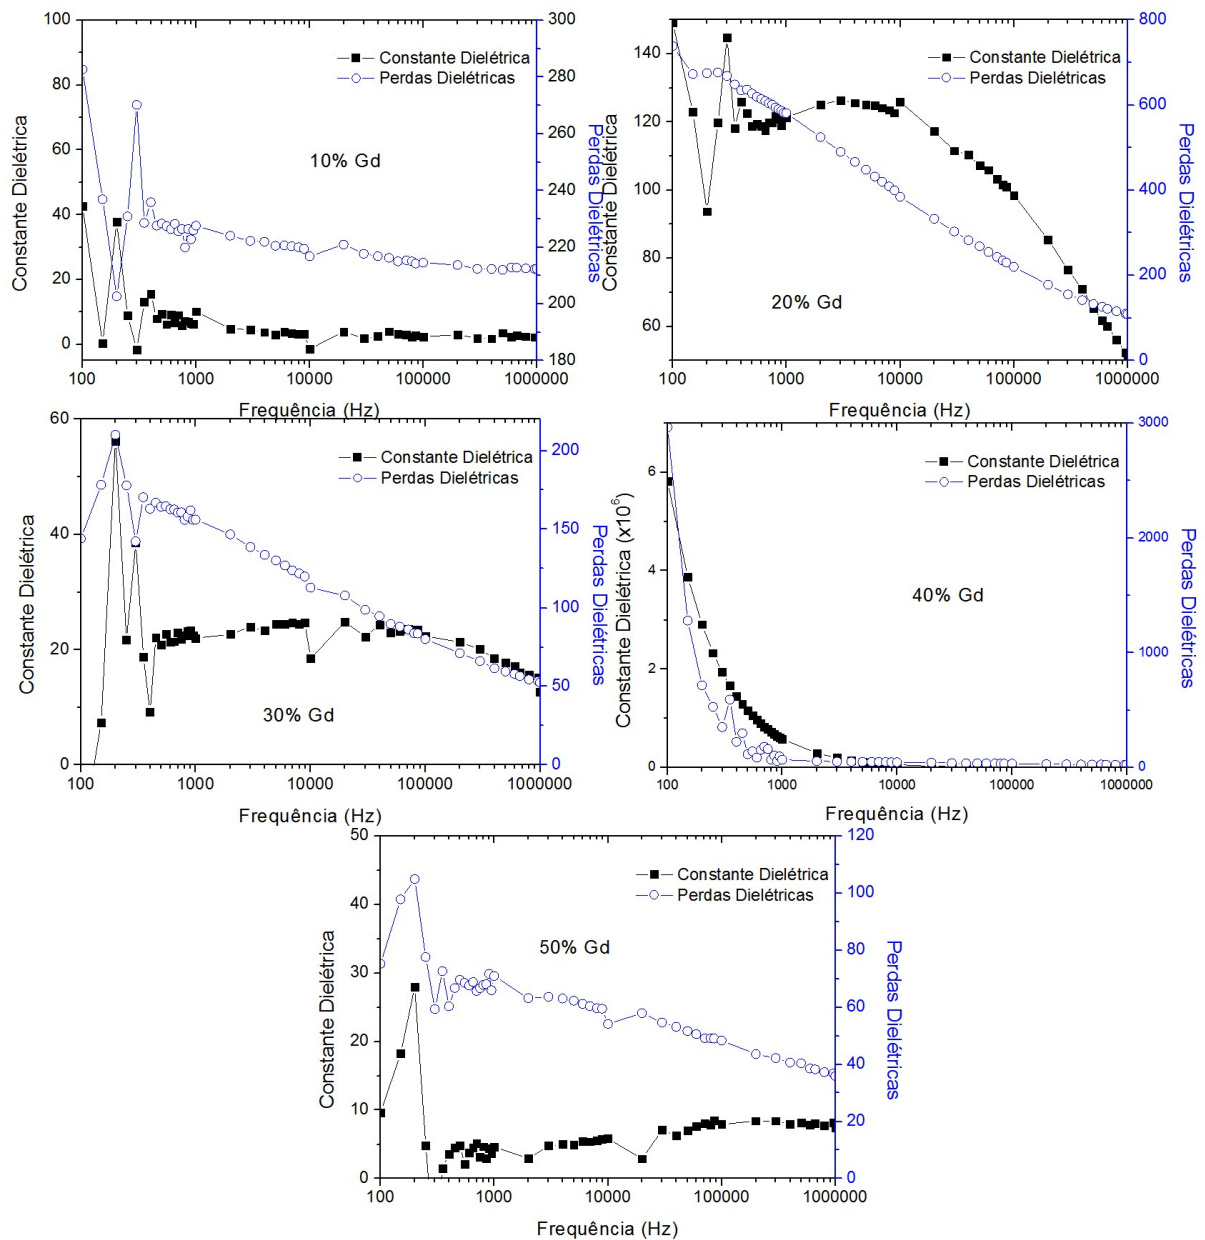 100
80
60
40
20
0
Constante Dielétrica
300
280
260
240
220
200
180
Perdas Dielétricas
Constante Dielétrica
Perdas Dielétricas
10% Gd
100
1000
10000
100000
1000000
Frequência (Hz)
140
120
100
80
60
Constante Dielétrica
800
600
400
200
0
Perdas Dielétricas
Constante Dielétrica
Perdas Dielétricas
20% Gd
100
1000
10000
100000
1000000
Frequência (Hz)
60
40
20
0
Constante Dielétrica
200
150
100
50
0
Perdas Dielétricas
Constante Dielétrica
Perdas Dielétricas
30% Gd
100
1000
10000
100000
1000000
Frequência (Hz)
6
4
2
0
Constante Dielétrica (x10⁶)
3000
2000
1000
0
Perdas Dielétricas
Constante Dielétrica
Perdas Dielétricas
40% Gd
100
1000
10000
100000
1000000
Frequência (Hz)
50
40
30
20
10
0
Constante Dielétrica
120
100
80
60
40
20
0
Perdas Dielétricas
Constante Dielétrica
Perdas Dielétricas
50% Gd
100
1000
10000
100000
1000000
Frequência (Hz)